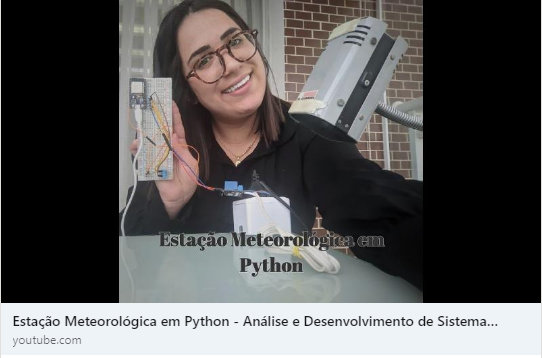 Estação Meteorológica em
Python
Estação Meteorológica em Python - Análise e Desenvolvimento de Sistema...
youtube.com